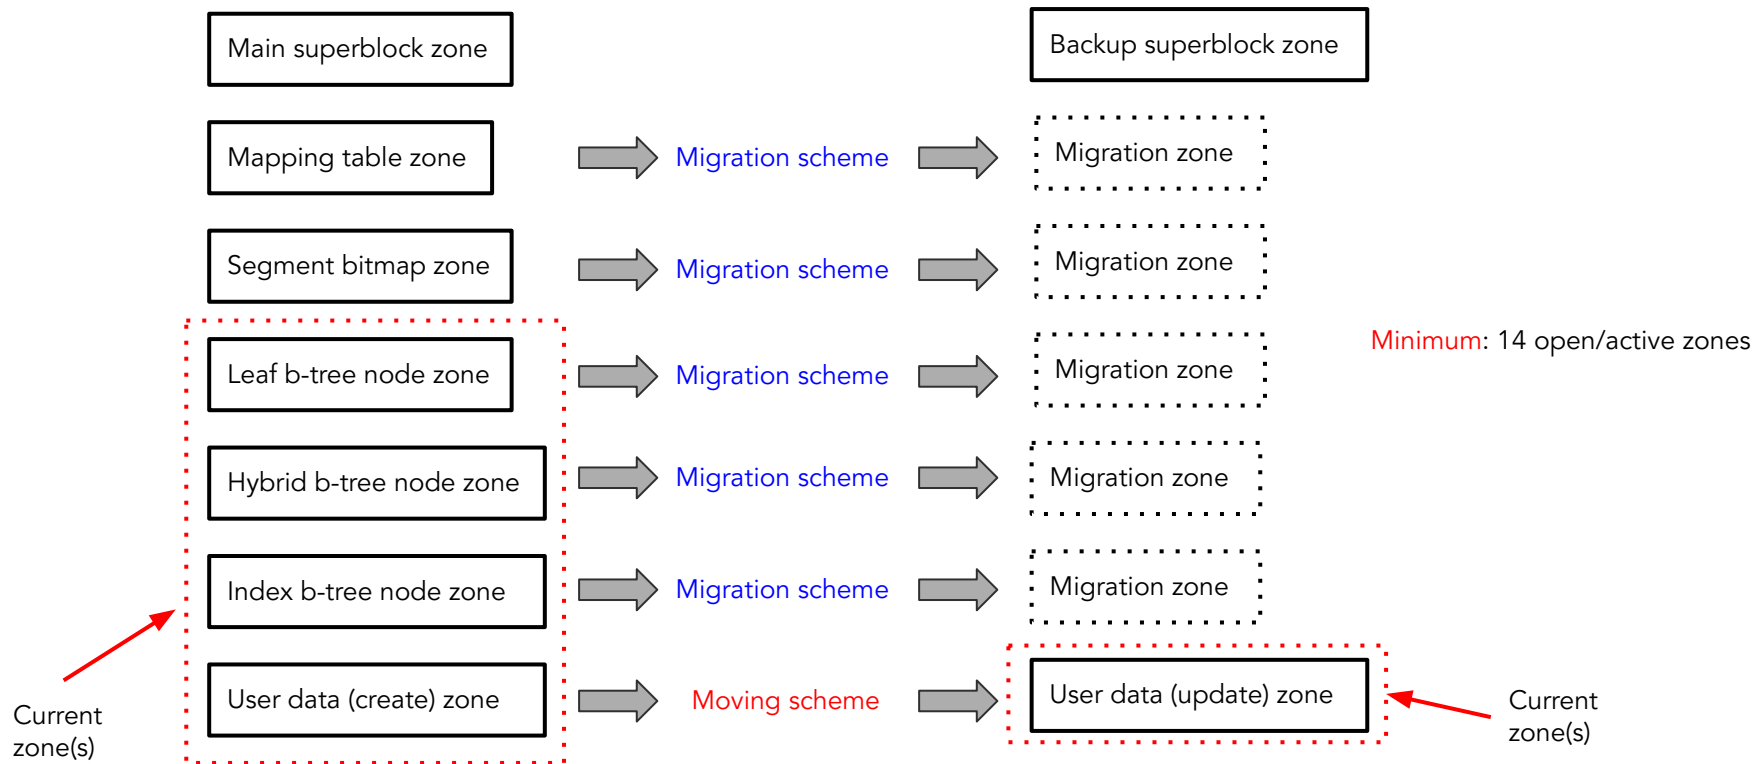 Main superblock zone
Backup superblock zone
Mapping table zone
Migration scheme
Migration zone
Segment bitmap zone
Migration scheme
Migration zone
Minimum: 14 open/active zones
Leaf b-tree node zone
Migration scheme
Migration zone
Hybrid b-tree node zone
Migration scheme
Migration zone
Index b-tree node zone
Migration scheme
Migration zone
User data (create) zone
Moving scheme
User data (update) zone
Current
zone(s)
Current
zone(s)